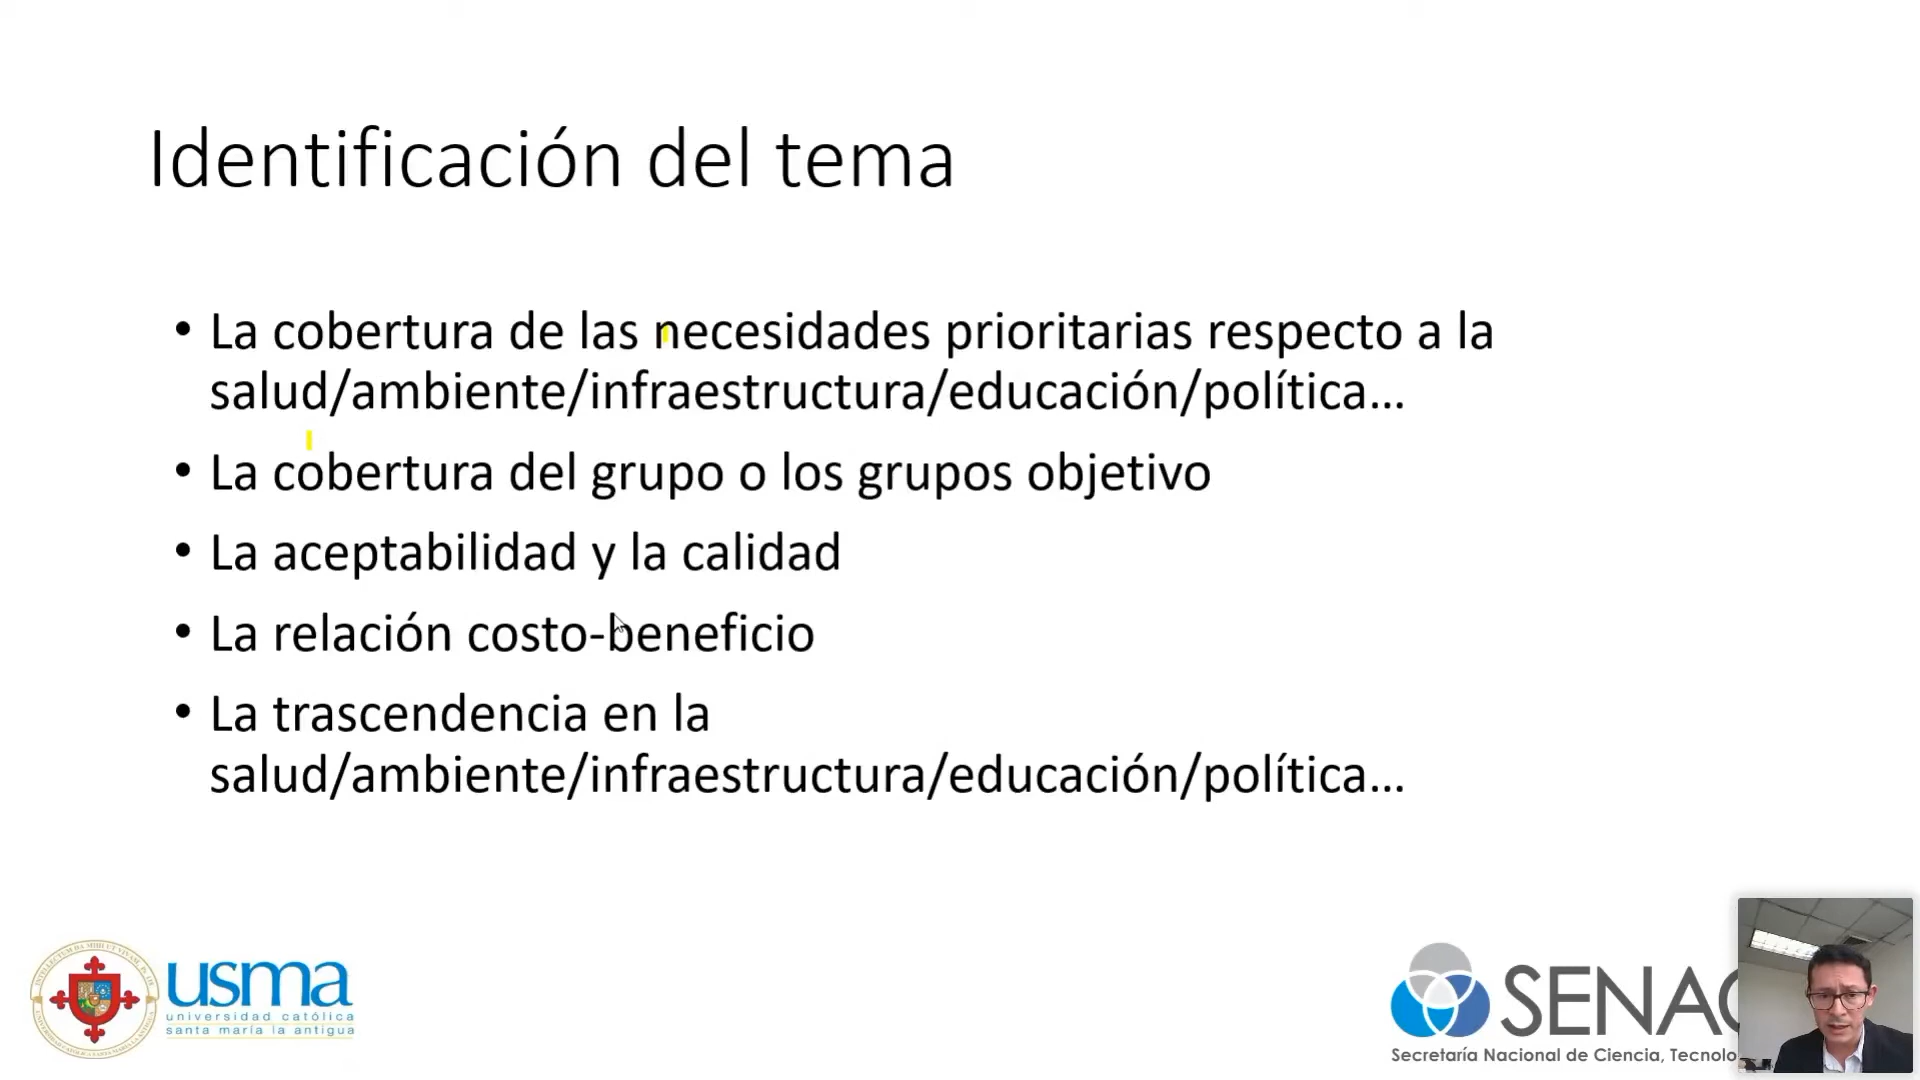 Identificación del tema
• La cobertura de las necesidades prioritarias respecto a la
salud/ambiente/infraestructura/educación/política...
• La cobertura del grupo o los grupos objetivo
• La aceptabilidad y la calidad
• La relación costo-beneficio
• La trascendencia en la
salud/ambiente/infraestructura/educación/política...
usma
universidad católica
santa maría la antigua
SENAC
Secretaría Nacional de Ciencia, Tecnolo